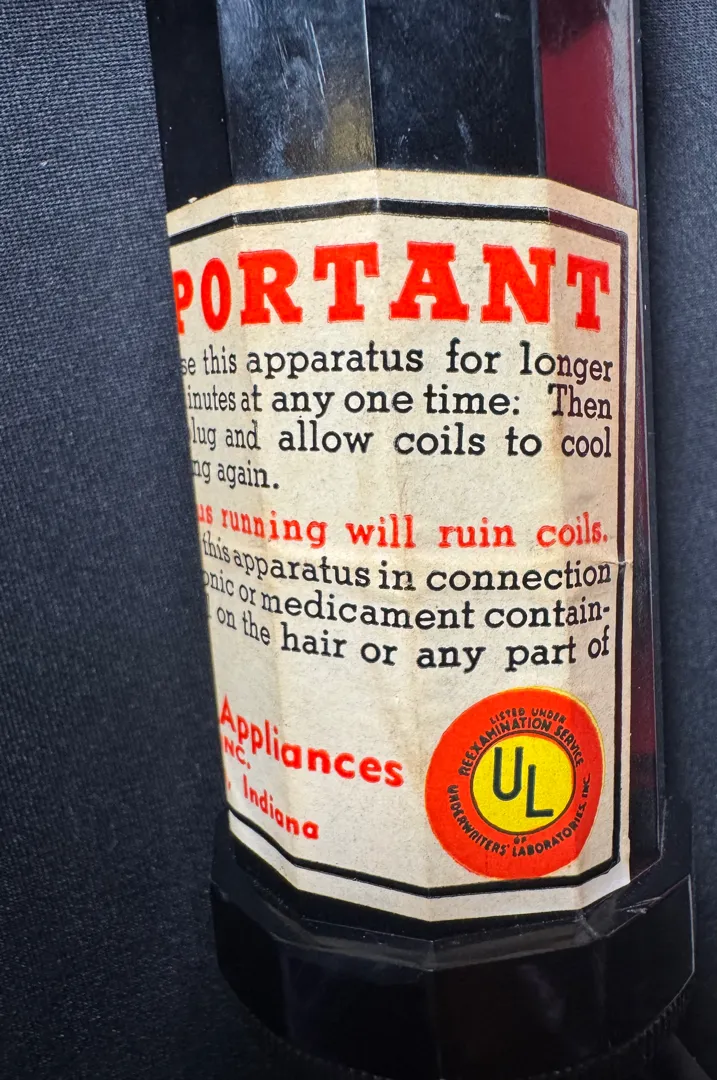 PORTANT
se this apparatus for longer
inutes at any one time: Then
lug and allow coils to cool
ng again.
us running will ruin coils.
this apparatus in connection
onic or medicament contain-
on the hair or any part of
Appliances
NC.
, Indiana
LISTED UNDER
REEXAMINATION SERVICE
UL
OF
UNDERWRITERS' LABORATORIES, INC.